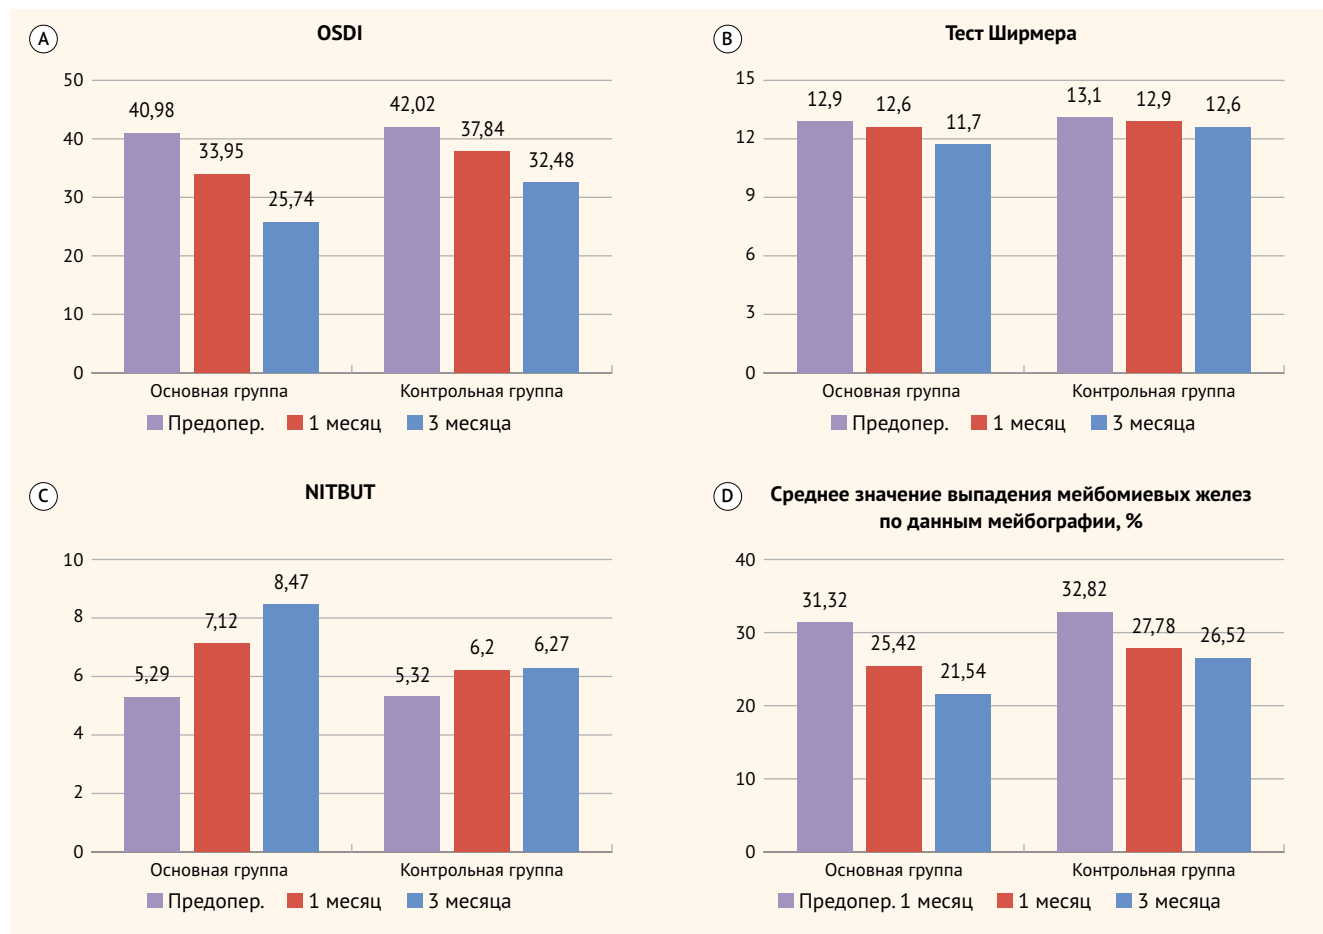 A
OSDI
50
40
30
20
10
0
40,98
33,95
25,74
42,02
37,84
32,48
Основная группа
Контрольная группа
Предопер. 1 месяц 3 месяца
B
Тест Ширмера
15
12
9
6
3
0
12,9
12,6
11,7
13,1
12,9
12,6
Основная группа
Контрольная группа
Предопер. 1 месяц 3 месяца
C
NITBUT
10
8
6
4
2
0
5,29
7,12
8,47
5,32
6,2
6,27
Основная группа
Контрольная группа
Предопер. 1 месяц 3 месяца
D
Среднее значение выпадения мейбомиевых желез
по данным мейбографии, %
40
30
20
10
0
31,32
25,42
21,54
32,82
27,78
26,52
Основная группа
Контрольная группа
Предопер. 1 месяц 1 месяц 3 месяца